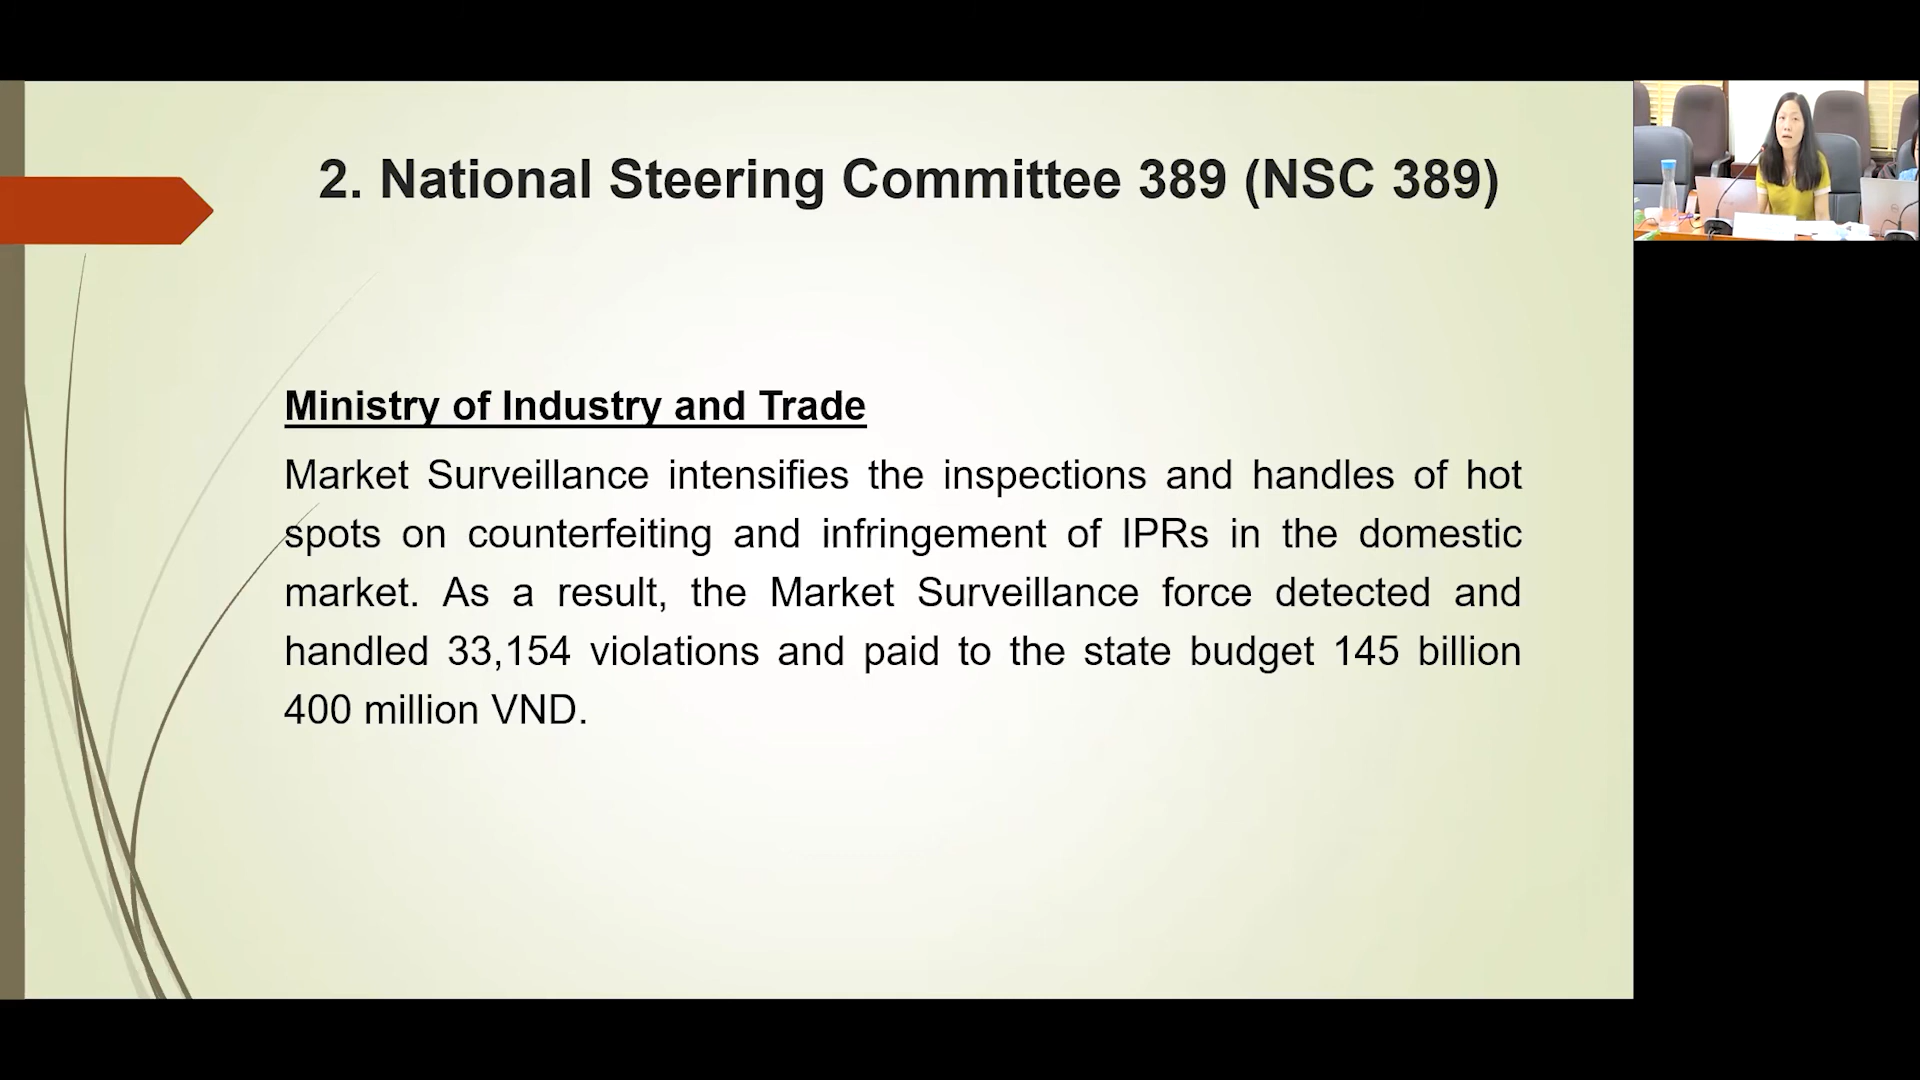 2. National Steering Committee 389 (NSC 389)
Ministry of Industry and Trade
Market Surveillance intensifies the inspections and handles of hot
spots on counterfeiting and infringement of IPRs in the domestic
market. As a result, the Market Surveillance force detected and
handled 33,154 violations and paid to the state budget 145 billion
400 million VND.